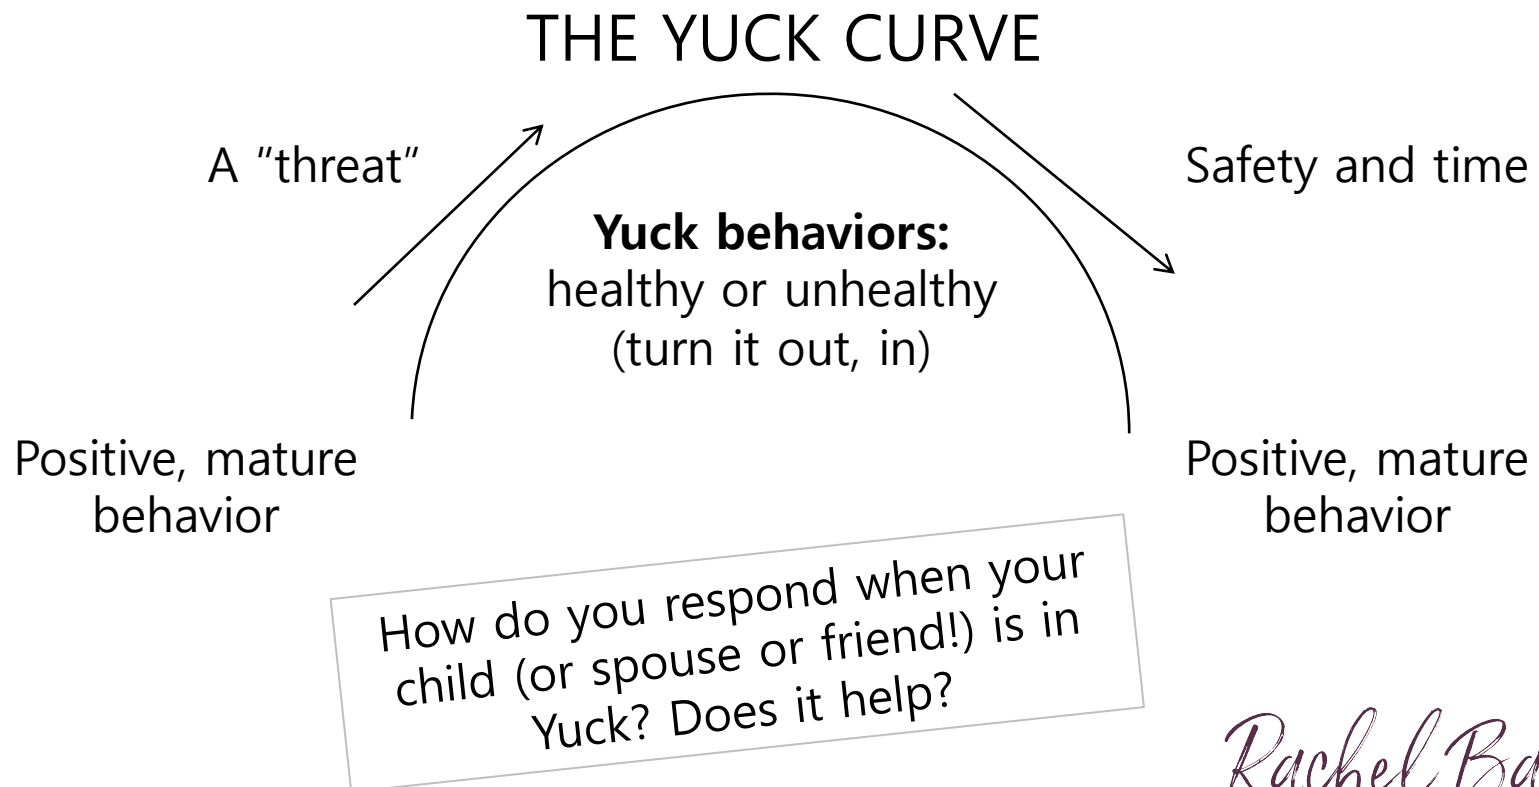 THE YUCK CURVE
A “threat”
Safety and time
Yuck behaviors:
healthy or unhealthy
(turn it out, in)
Positive, mature
behavior
Positive, mature
behavior
How do you respond when your
child (or spouse or friend!) is in
Yuck? Does it help?
Rachel